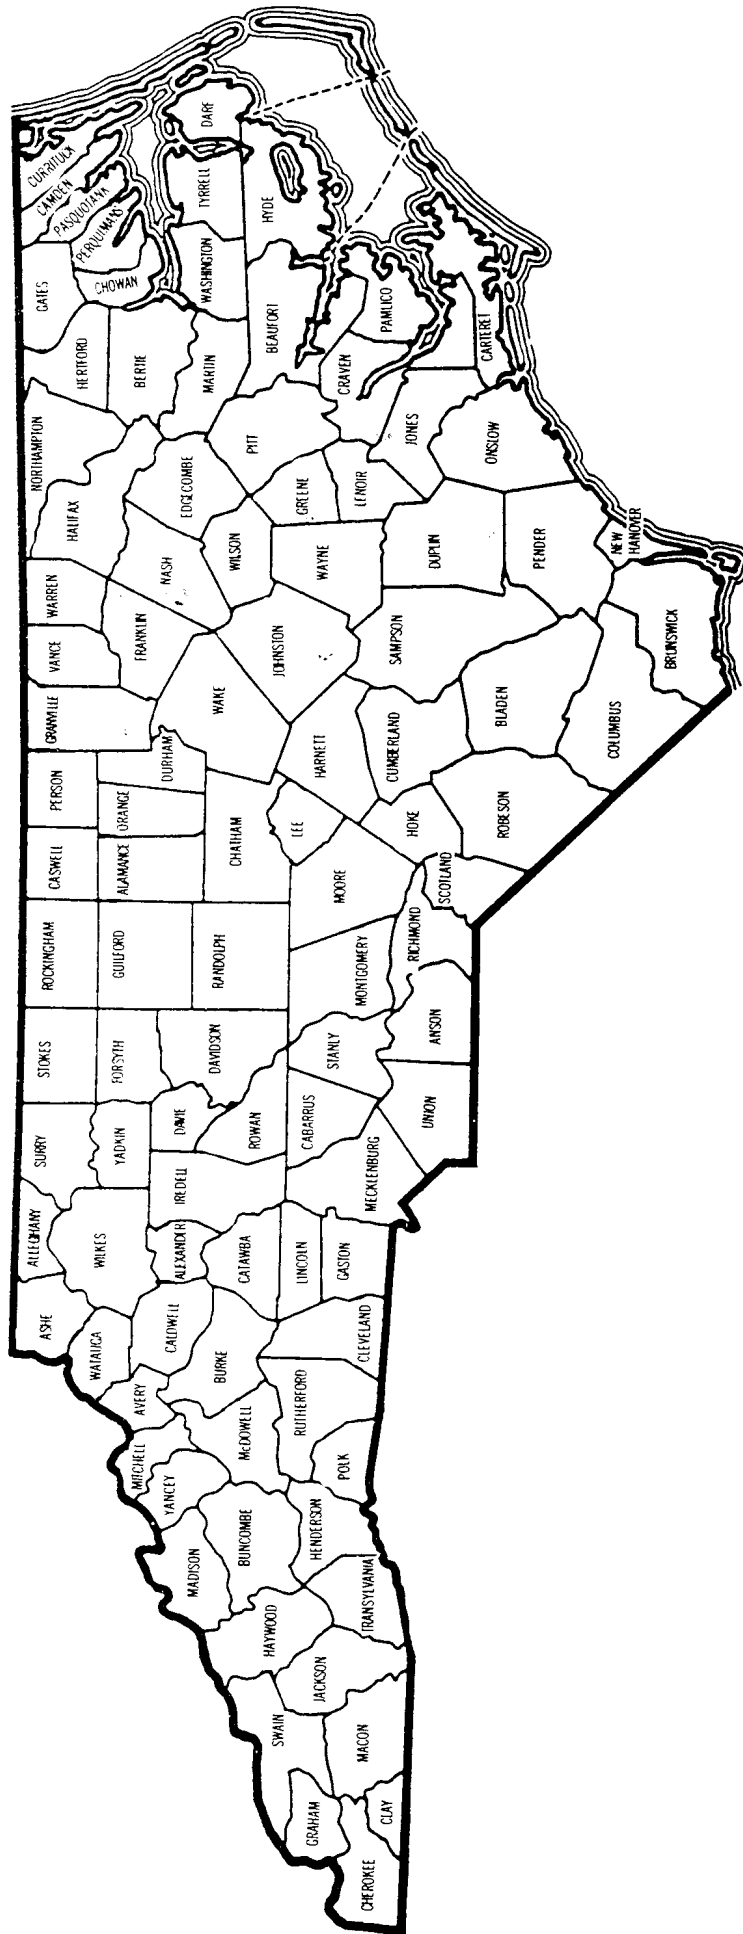 CHEROKEE
GRAHAM
CLAY
SWAIN
MACON
JACKSON
HAYWOOD
TRANSYLVANIA
MADISON
BUNCOMBE
HENDERSON
YANCEY
MITCHELL
AVERY
McDOWELL
RUTHERFORD
POLK
ASHE
WATAUGA
CALDWELL
BURKE
CLEVELAND
ALLEGHANY
WILKES
ALEXANDER
CATAWBA
LINCOLN
GASTON
SURRY
YADKIN
IREDELL
DAVIE
ROWAN
CABARRUS
MECKLENBURG
UNION
STOKES
FORSYTH
DAVIDSON
STANLY
ANSON
ROCKINGHAM
GUILFORD
RANDOLPH
MONTGOMERY
RICHMOND
CASWELL
ALAMANCE
ORANGE
CHATHAM
MOORE
SCOTLAND
PERSON
DURHAM
LEE
HOKE
ROBESON
GRANVILLE
WAKE
HARNETT
CUMBERLAND
BLADEN
COLUMBUS
VANCE
FRANKLIN
JOHNSTON
SAMPSON
BRUNSWICK
WARREN
NASH
WILSON
WAYNE
DUPLIN
PENDER
NEW
HANOVER
NORTHAMPTON
HALIFAX
EDGECOMBE
GREENE
LENOIR
PITT
JONES
ONSLOW
HERTFORD
BERTIE
MARTIN
BEAUFORT
CRAVEN
PAMLICO
CARTERET
GATES
CHOWAN
WASHINGTON
HYDE
TYRRELL
DARE
PERQUIMANS
PASQUOTANK
CAMDEN
CURRITUCK